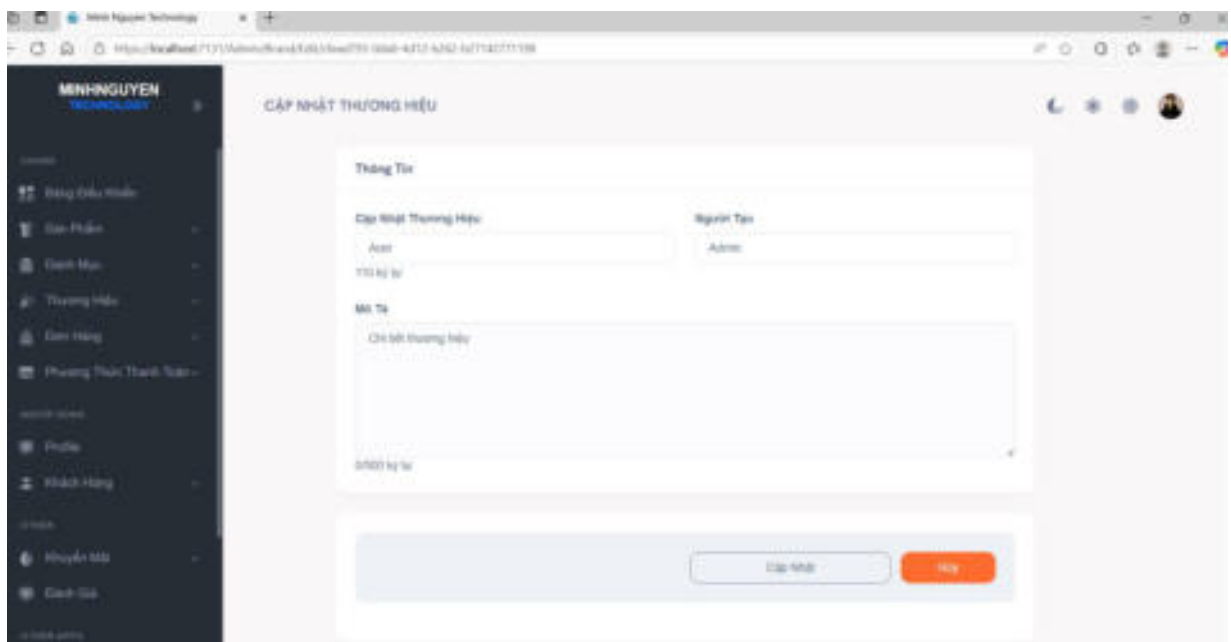 Minh Nguyen Technology
MINHNGUYEN
TECHNOLOGY
CẬP NHẬT THƯƠNG HIỆU
Thông Tin
Cập Nhật Thương Hiệu
Người Tạo
Acer
Admin
Mô Tả
Chi tiết thương hiệu
Bảng Điều Khiển
Sản Phẩm
Danh Mục
Thương Hiệu
Đơn Hàng
Phương Thức Thanh Toán
Profile
Khách Hàng
Khuyến Mãi
Đánh Giá
Cập Nhật
Hủy